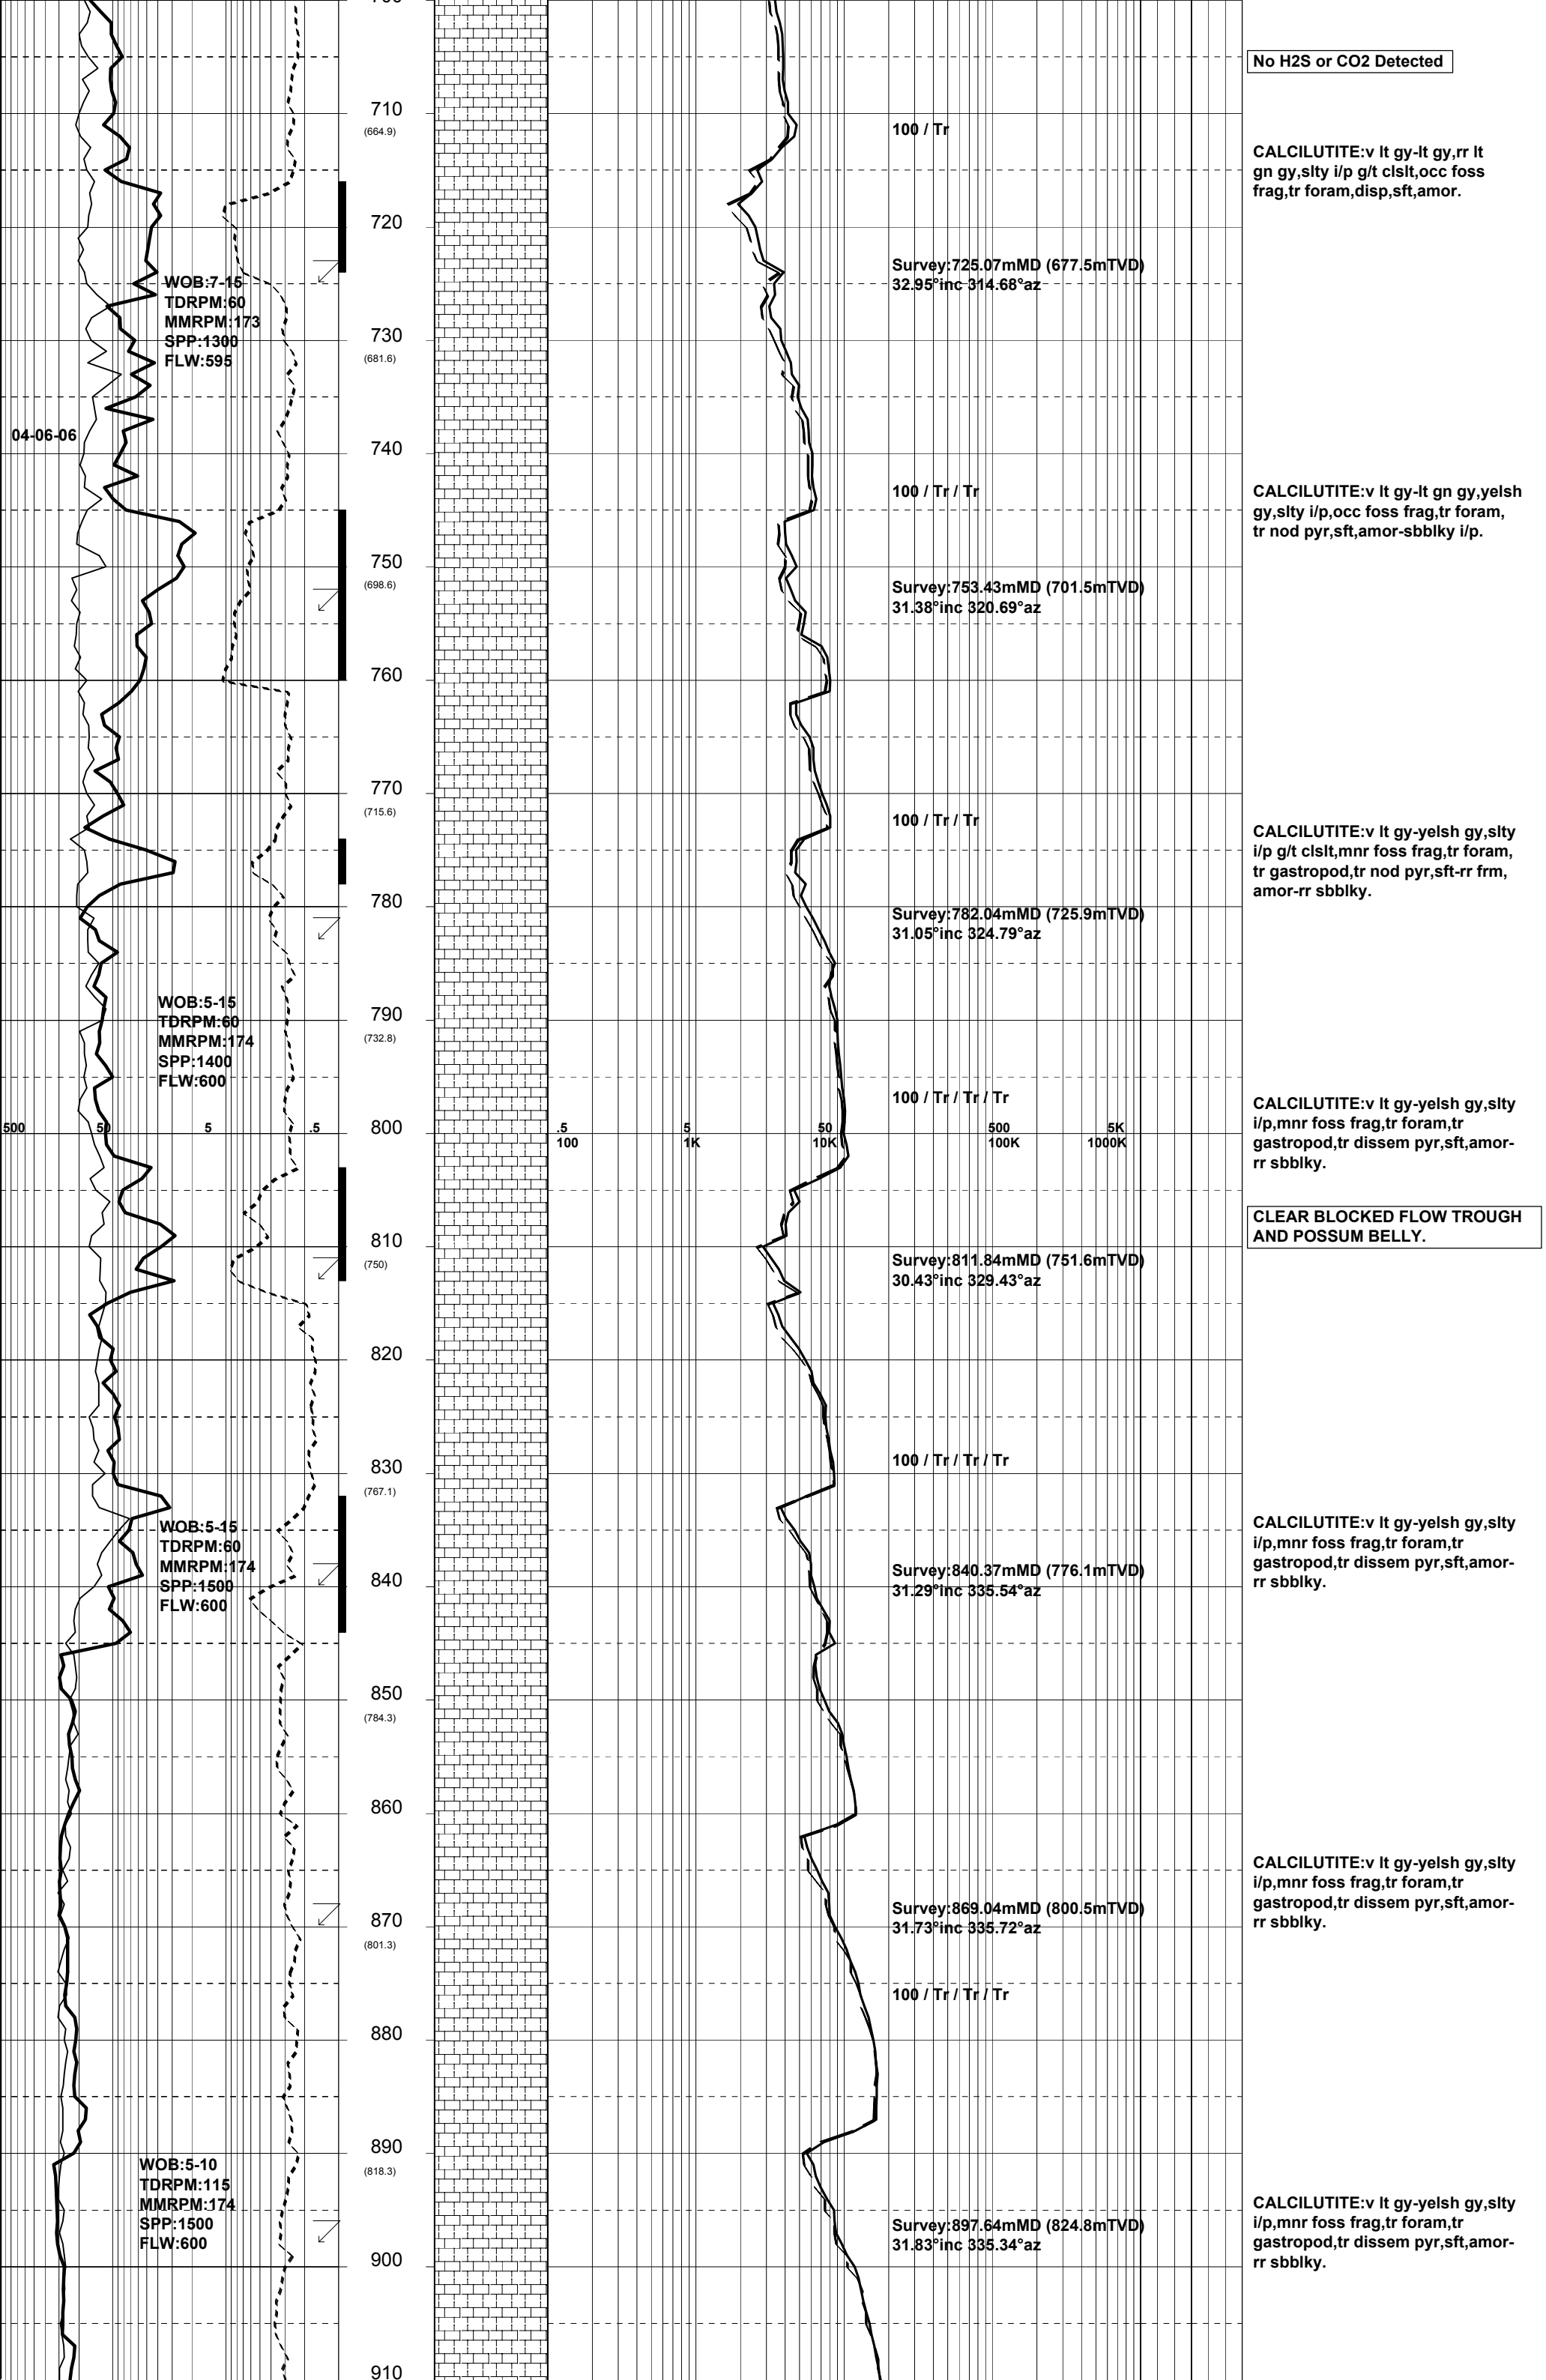 No H2S or CO2 Detected
710
(664.9)
100 / Tr
CALCILUTITE:v lt gy-lt gy,rr lt
gn gy,slty i/p g/t clslt,occ foss
frag,tr foram,disp,sft,amor.
720
Survey:725.07mMD (677.5mTVD)
32.95°inc 314.68°az
WOB:7-15
TDRPM:60
MMRPM:173
SPP:1300
FLW:595
730
(681.6)
04-06-06
740
100 / Tr / Tr
CALCILUTITE:v lt gy-lt gn gy,yelsh
gy,slty i/p,occ foss frag,tr foram,
tr nod pyr,sft,amor-sbblky i/p.
750
(698.6)
Survey:753.43mMD (701.5mTVD)
31.38°inc 320.69°az
760
770
(715.6)
100 / Tr / Tr
CALCILUTITE:v lt gy-yelsh gy,slty
i/p g/t clslt,mnr foss frag,tr foram,
tr gastropod,tr nod pyr,sft-rr frm,
amor-rr sbblky.
780
Survey:782.04mMD (725.9mTVD)
31.05°inc 324.79°az
WOB:5-15
TDRPM:60
MMRPM:174
SPP:1400
FLW:600
790
(732.8)
100 / Tr / Tr / Tr
CALCILUTITE:v lt gy-yelsh gy,slty
i/p,mnr foss frag,tr foram,tr
gastropod,tr dissem pyr,sft,amor-
rr sbblky.
500 50 5 .5 800 .5 5 50 500 5K
100 1K 10K 100K 1000K
CLEAR BLOCKED FLOW TROUGH
AND POSSUM BELLY.
810
(750)
Survey:811.84mMD (751.6mTVD)
30.43°inc 329.43°az
820
830
(767.1)
100 / Tr / Tr / Tr
CALCILUTITE:v lt gy-yelsh gy,slty
i/p,mnr foss frag,tr foram,tr
gastropod,tr dissem pyr,sft,amor-
rr sbblky.
WOB:5-15
TDRPM:60
MMRPM:174
SPP:1500
FLW:600
840
Survey:840.37mMD (776.1mTVD)
31.29°inc 335.54°az
850
(784.3)
860
CALCILUTITE:v lt gy-yelsh gy,slty
i/p,mnr foss frag,tr foram,tr
gastropod,tr dissem pyr,sft,amor-
rr sbblky.
870
(801.3)
Survey:869.04mMD (800.5mTVD)
31.73°inc 335.72°az
100 / Tr / Tr / Tr
880
890
(818.3)
WOB:5-10
TDRPM:115
MMRPM:174
SPP:1500
FLW:600
Survey:897.64mMD (824.8mTVD)
31.83°inc 335.34°az
CALCILUTITE:v lt gy-yelsh gy,slty
i/p,mnr foss frag,tr foram,tr
gastropod,tr dissem pyr,sft,amor-
rr sbblky.
900
910